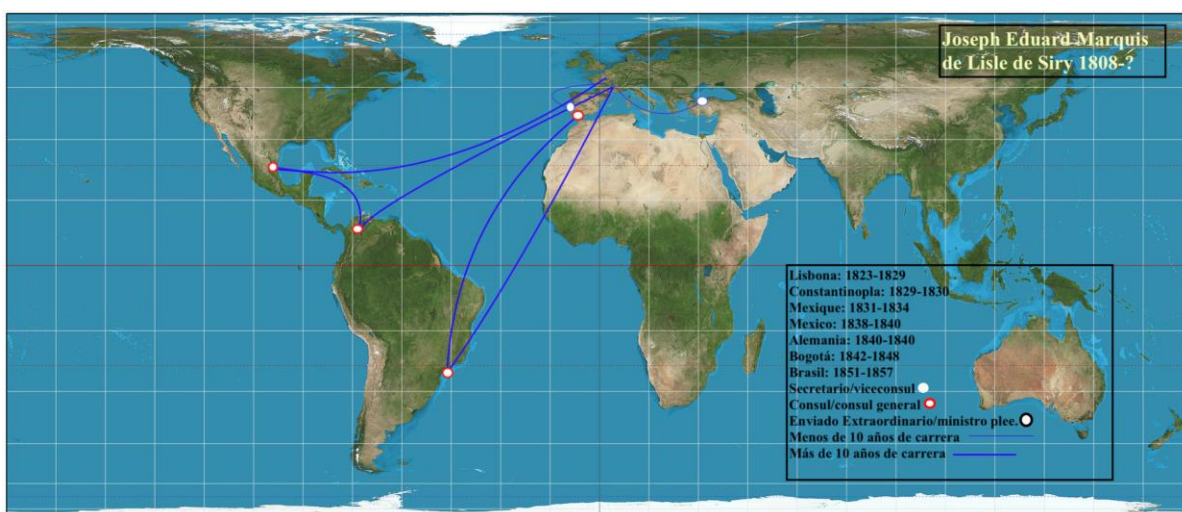 Joseph Eduard Marquis
de Lisle de Siry 1808-?
Lisbona: 1823-1829
Constantinopla: 1829-1830
Mexique: 1831-1834
Mexico: 1838-1840
Alemania: 1840-1840
Bogotá: 1842-1848
Brasil: 1851-1857
Secretario/viceconsul
Consul/consul general
Enviado Extraordinario/ministro plee.
Menos de 10 años de carrera
Más de 10 años de carrera